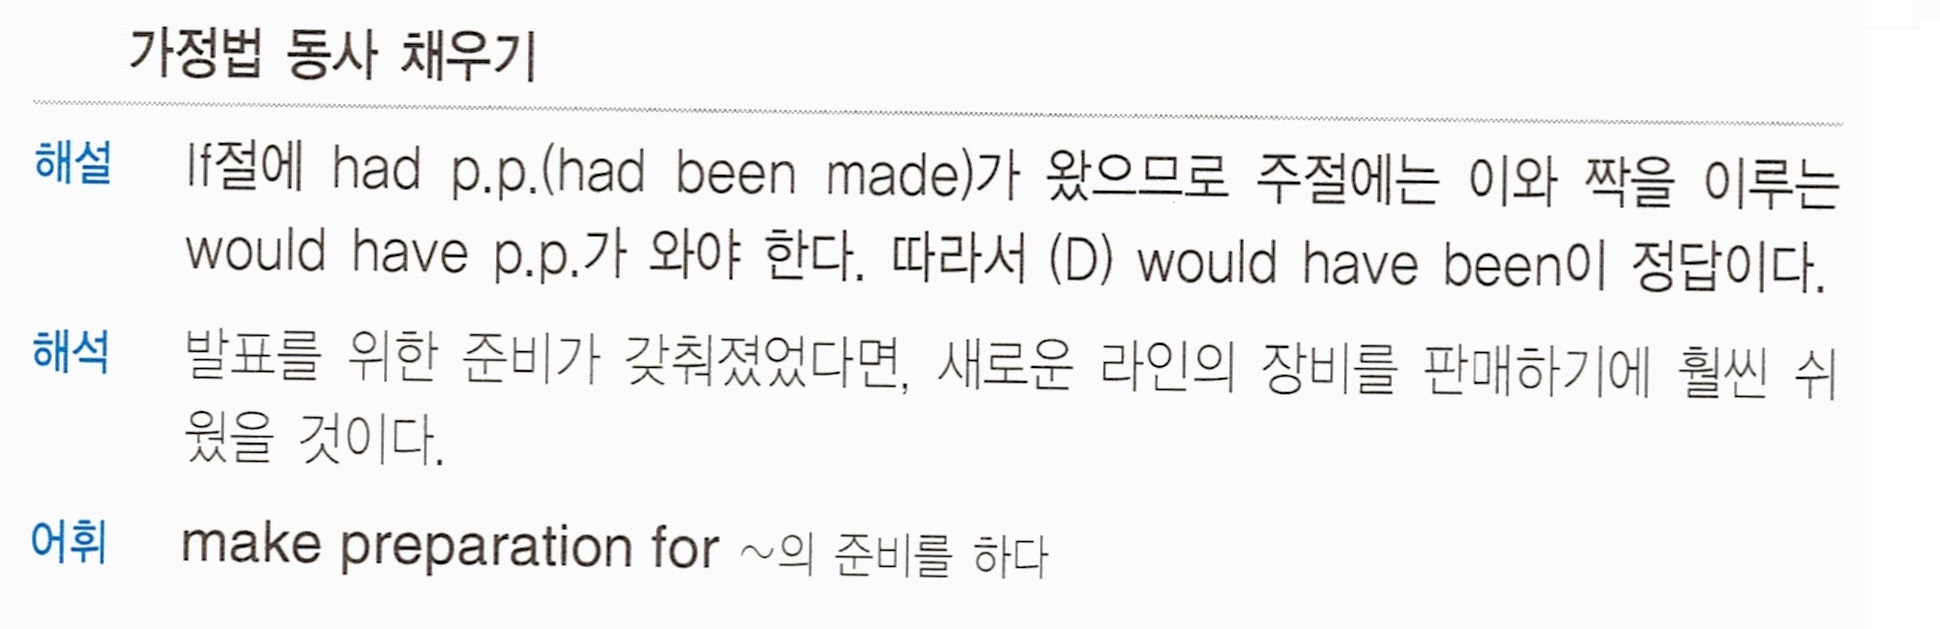 가정법 동사 채우기
해설 If절에 had p.p.(had been made)가 왔으므로 주절에는 이와 짝을 이루는
would have p.p.가 와야 한다. 따라서 (D) would have been이 정답이다.
해석 발표를 위한 준비가 갖춰졌었다면, 새로운 라인의 장비를 판매하기에 훨씬 쉬
웠을 것이다.
어휘 make preparation for ~의 준비를 하다